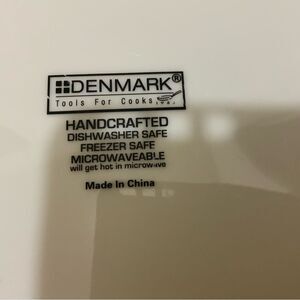 DENMARK®
Tools For Cooks
HANDCRAFTED
DISHWASHER SAFE
FREEZER SAFE
MICROWAVEABLE
will get hot in microwave
Made In China